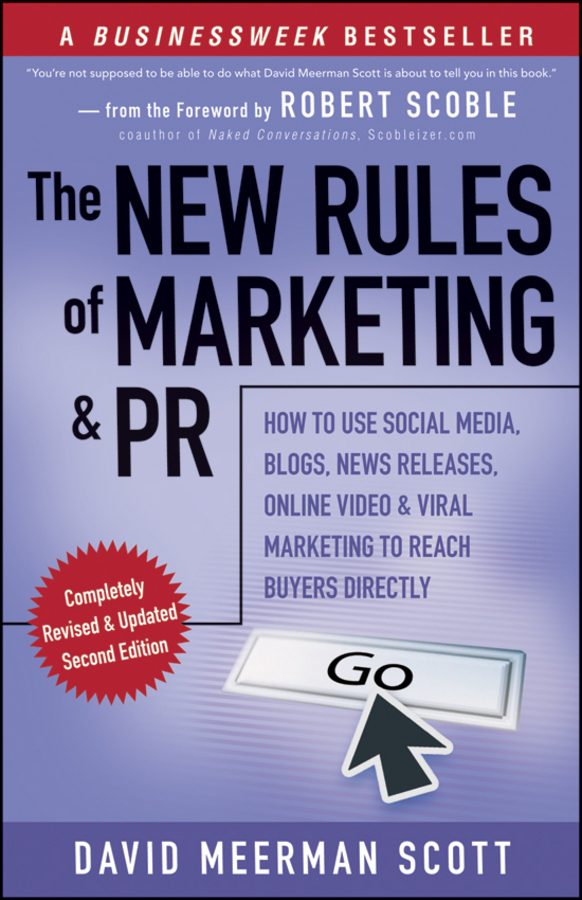 A BUSINESSWEEK BESTSELLER
“You’re not supposed to be able to do what David Meerman Scott is about to tell you in this book.”
— from the Foreword by ROBERT SCOBLE
coauthor of Naked Conversations, Scobleizer.com
The NEW RULES
of MARKETING
& PR
HOW TO USE SOCIAL MEDIA,
BLOGS, NEWS RELEASES,
ONLINE VIDEO & VIRAL
MARKETING TO REACH
BUYERS DIRECTLY
Completely
Revised & Updated
Second Edition
Go
DAVID MEERMAN SCOTT